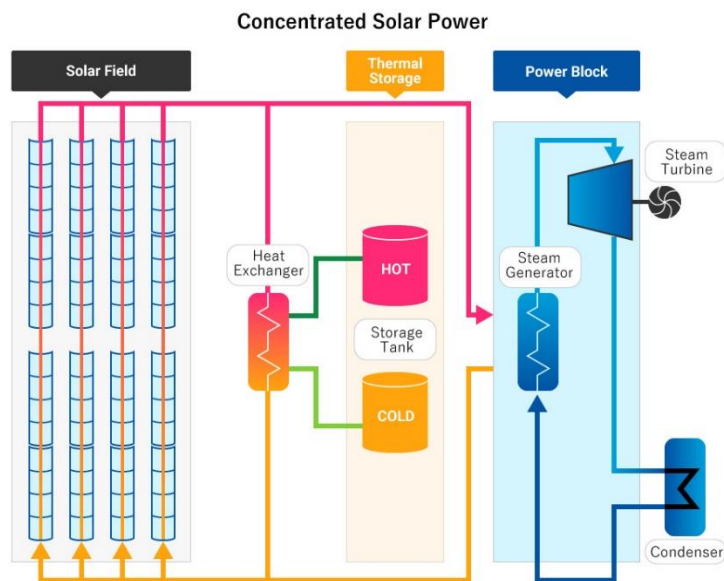 Concentrated Solar Power
Solar Field
Thermal
Storage
Power Block
Steam
Turbine
Heat
Exchanger
HOT
Steam
Generator
Storage
Tank
COLD
Condenser